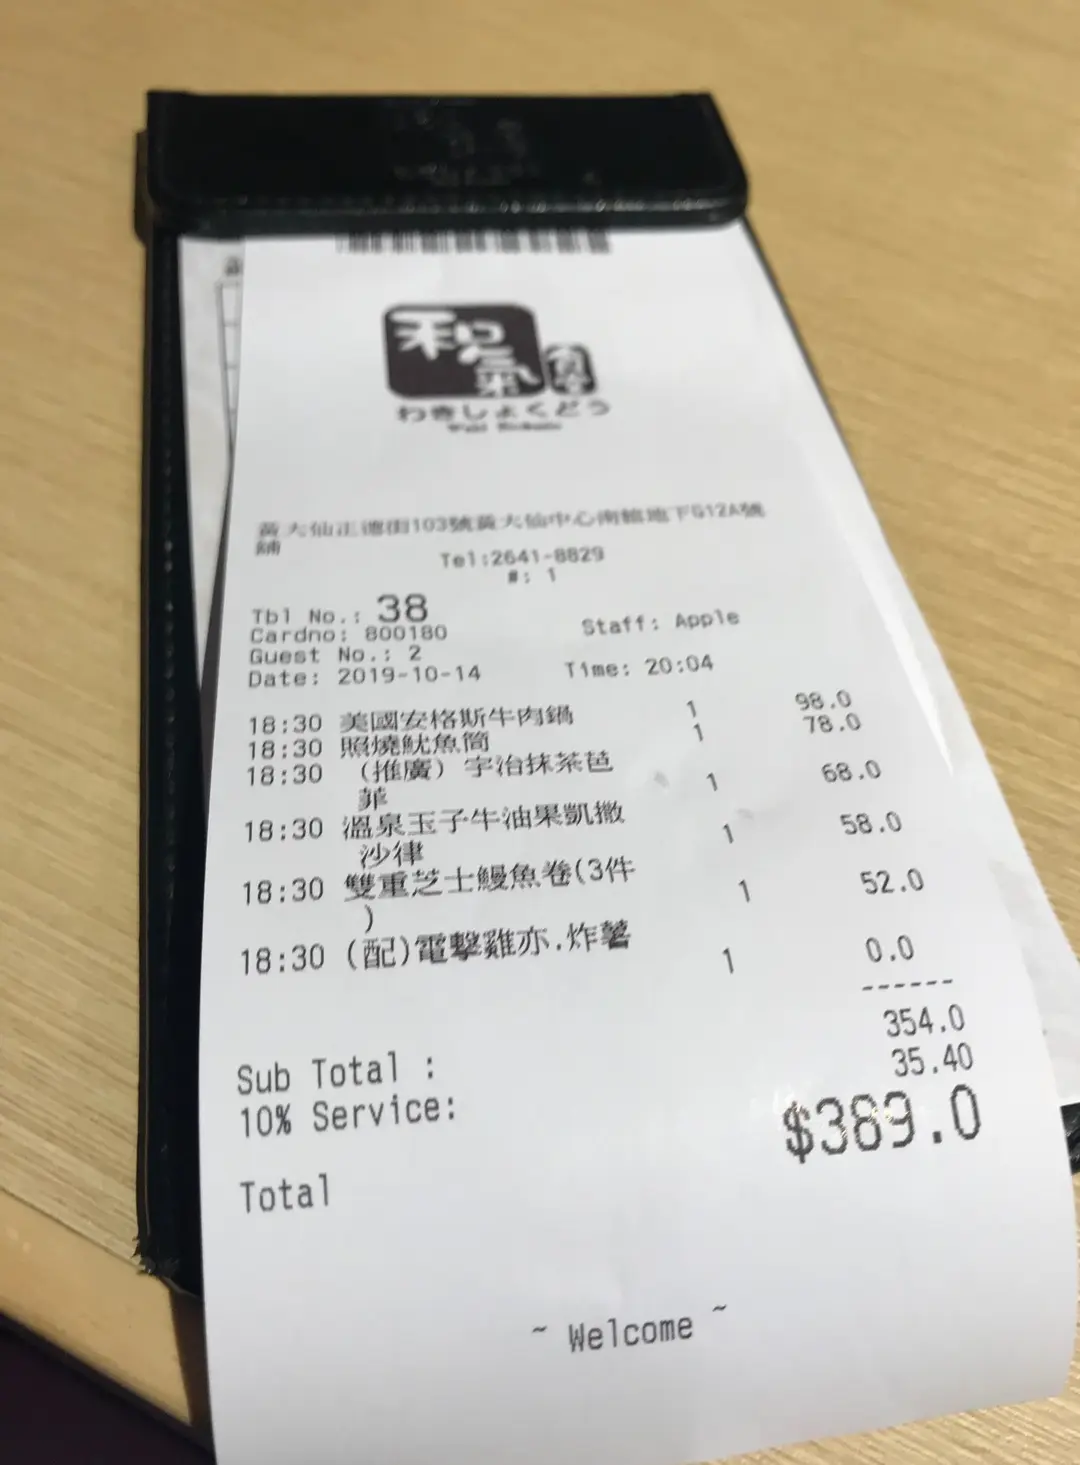 和氣
食堂
わきしょくどう
黃大仙正德街103號黃大仙中心南館地下G12A號
舖
Tel:2641-8829
#: 1
Tbl No.: 38
Cardno: 800180 Staff: Apple
Guest No.: 2
Date: 2019-10-14 Time: 20:04
18:30 美國安格斯牛肉鍋 1 98.0
18:30 照燒魷魚筒 1 78.0
18:30 (推廣) 宇治抹茶芭
菲 1 68.0
18:30 溫泉玉子牛油果凱撒
沙律 1 58.0
18:30 雙重芝士鰻魚卷(3件
) 1 52.0
18:30 (配)電擊雞亦.炸薯 1 0.0
------
Sub Total : 354.0
10% Service: 35.40
Total $389.0
~ Welcome ~